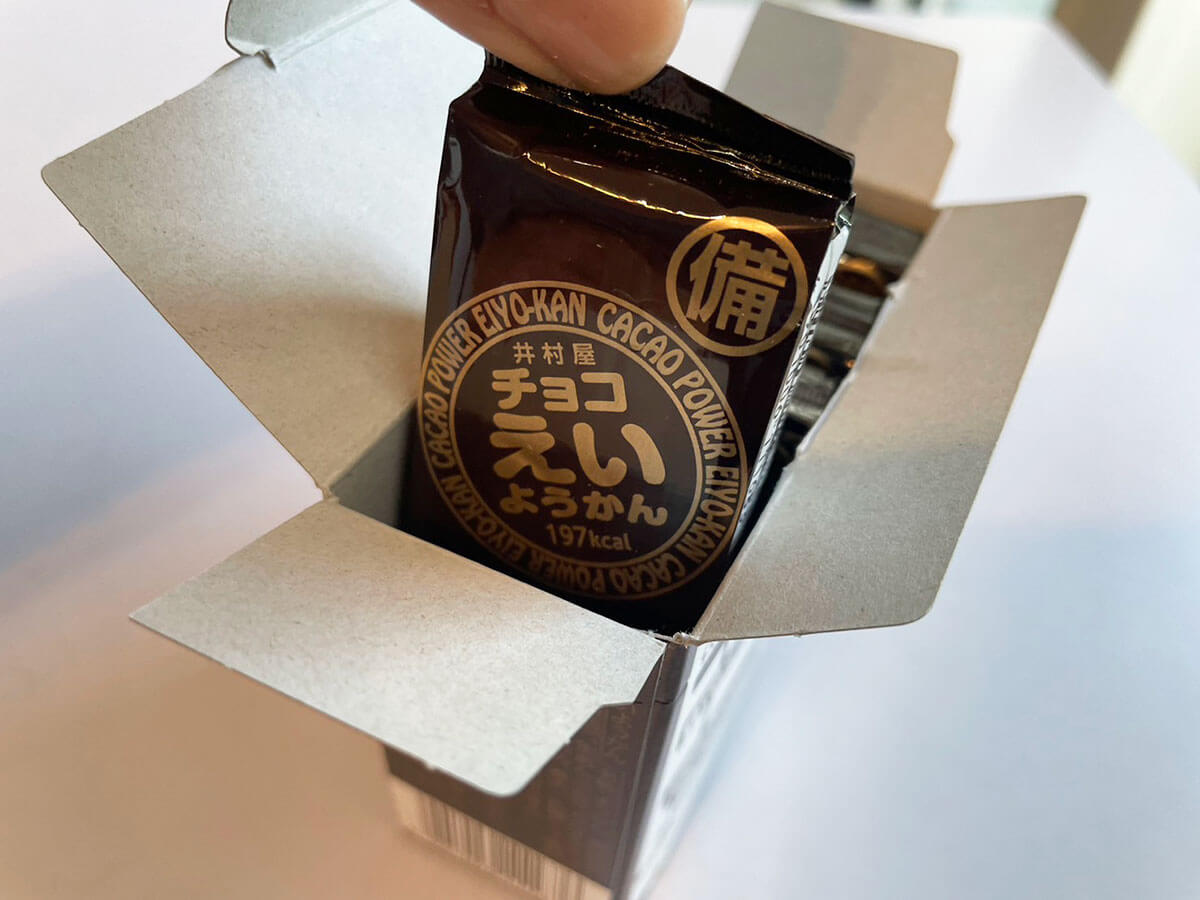 備
CACAO POWER EIYO-KAN CACAO POWER EIYO-KAN CACAO POWER EIYO-KAN
井村屋
チョコ
えい
ようかん
197kcal